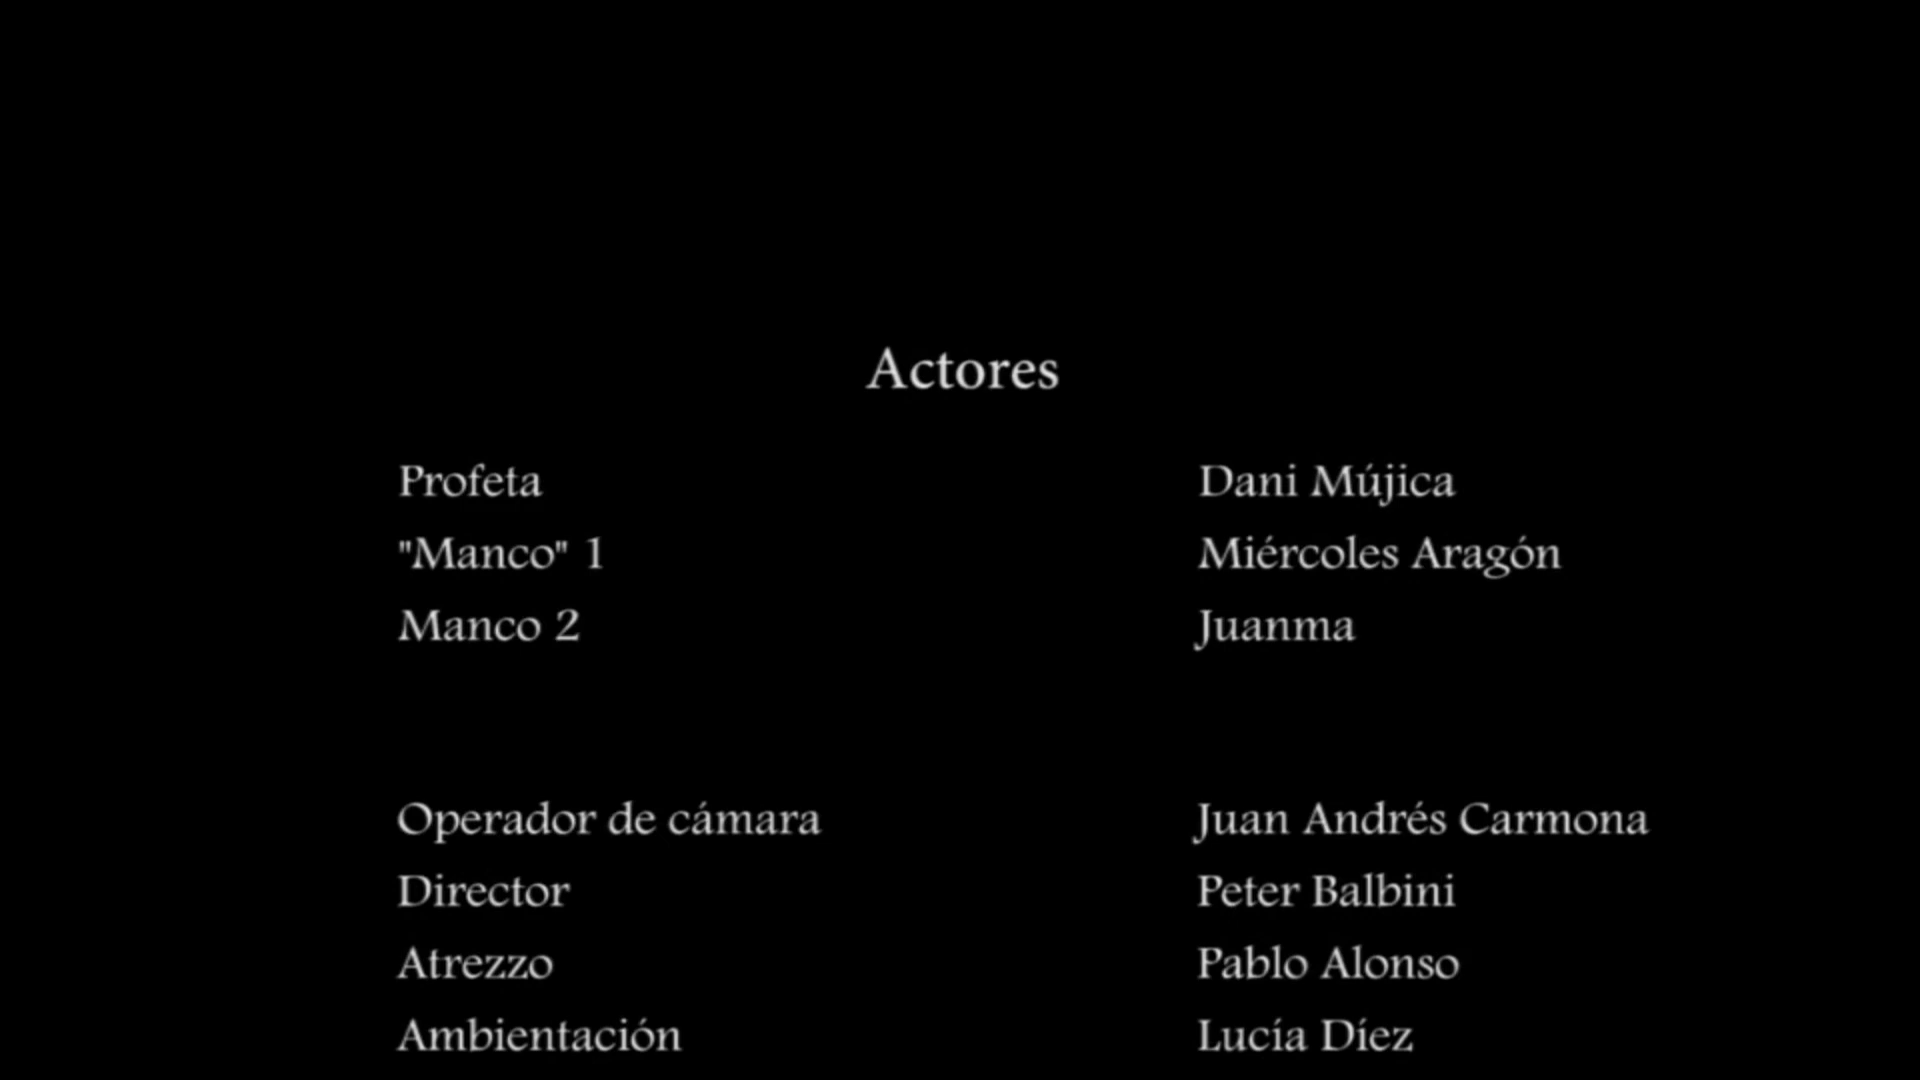 Actores
Profeta Dani Mújica
"Manco" 1 Miércoles Aragón
Manco 2 Juanma
Operador de cámara Juan Andrés Carmona
Director Peter Balbini
Atrezzo Pablo Alonso
Ambientación Lucía Díez